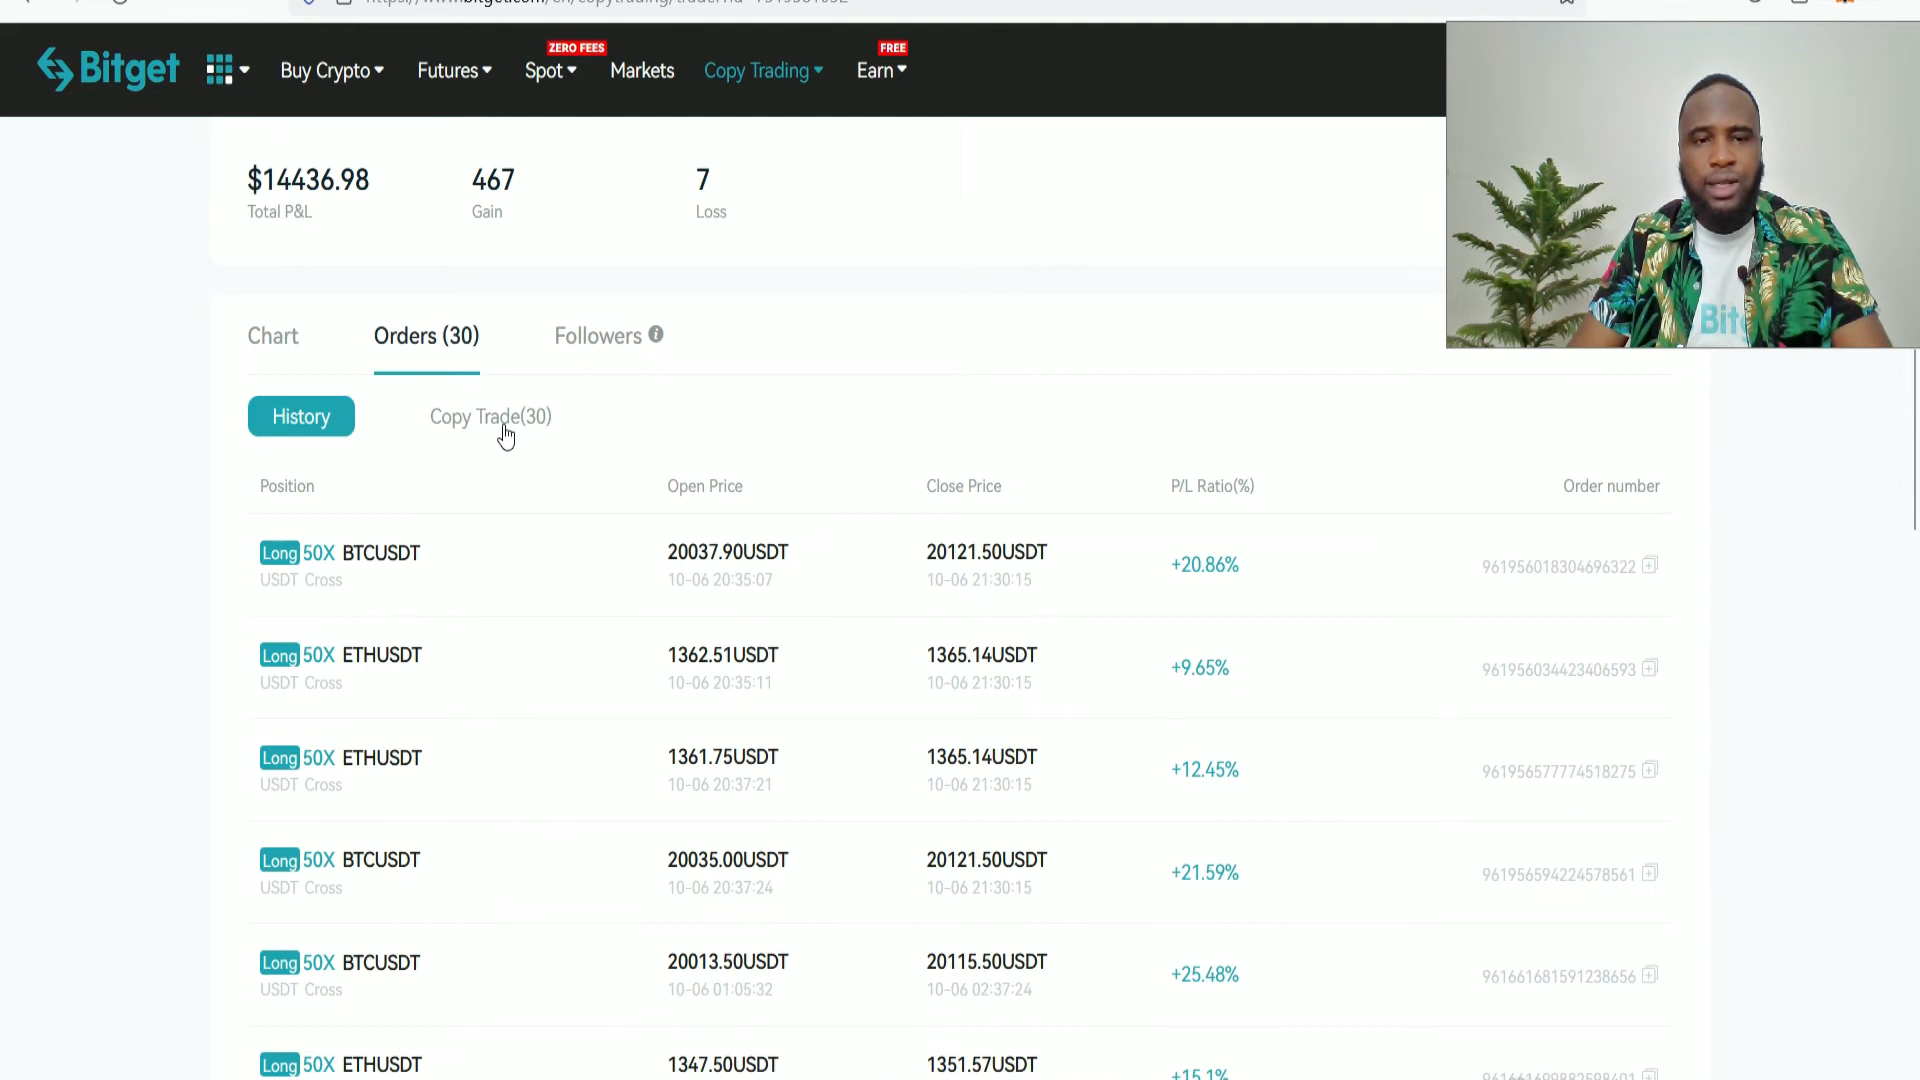 Bitget
Buy Crypto
Futures
ZERO FEES
Spot
Markets
Copy Trading
FREE
Earn
$14436.98
467
7
Total P&L
Gain
Loss
Chart
Orders (30)
Followers
History
Copy Trade(30)
Position
Open Price
Close Price
P/L Ratio(%)
Order number
Long 50X BTCUSDT
20037.90USDT
20121.50USDT
+20.86%
961956018304696322
USDT Cross
10-06 20:35:07
10-06 21:30:15
Long 50X ETHUSDT
1362.51USDT
1365.14USDT
+9.65%
961956034423406593
USDT Cross
10-06 20:35:11
10-06 21:30:15
Long 50X ETHUSDT
1361.75USDT
1365.14USDT
+12.45%
961956577774518275
USDT Cross
10-06 20:37:21
10-06 21:30:15
Long 50X BTCUSDT
20035.00USDT
20121.50USDT
+21.59%
961956594224578561
USDT Cross
10-06 20:37:24
10-06 21:30:15
Long 50X BTCUSDT
20013.50USDT
20115.50USDT
+25.48%
961661681591238656
USDT Cross
10-06 01:05:32
10-06 02:37:24
Long 50X ETHUSDT
1347.50USDT
1351.57USDT
+15.1%